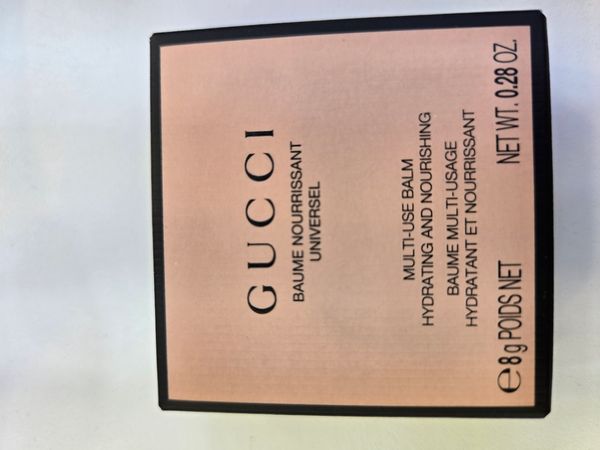 GUCCI
BAUME NOURRISSANT
UNIVERSEL
MULTI-USE BALM
HYDRATING AND NOURISHING
BAUME MULTI-USAGE
HYDRATANT ET NOURRISSANT
℮ 8 g POIDS NET NET WT. 0.28 OZ.